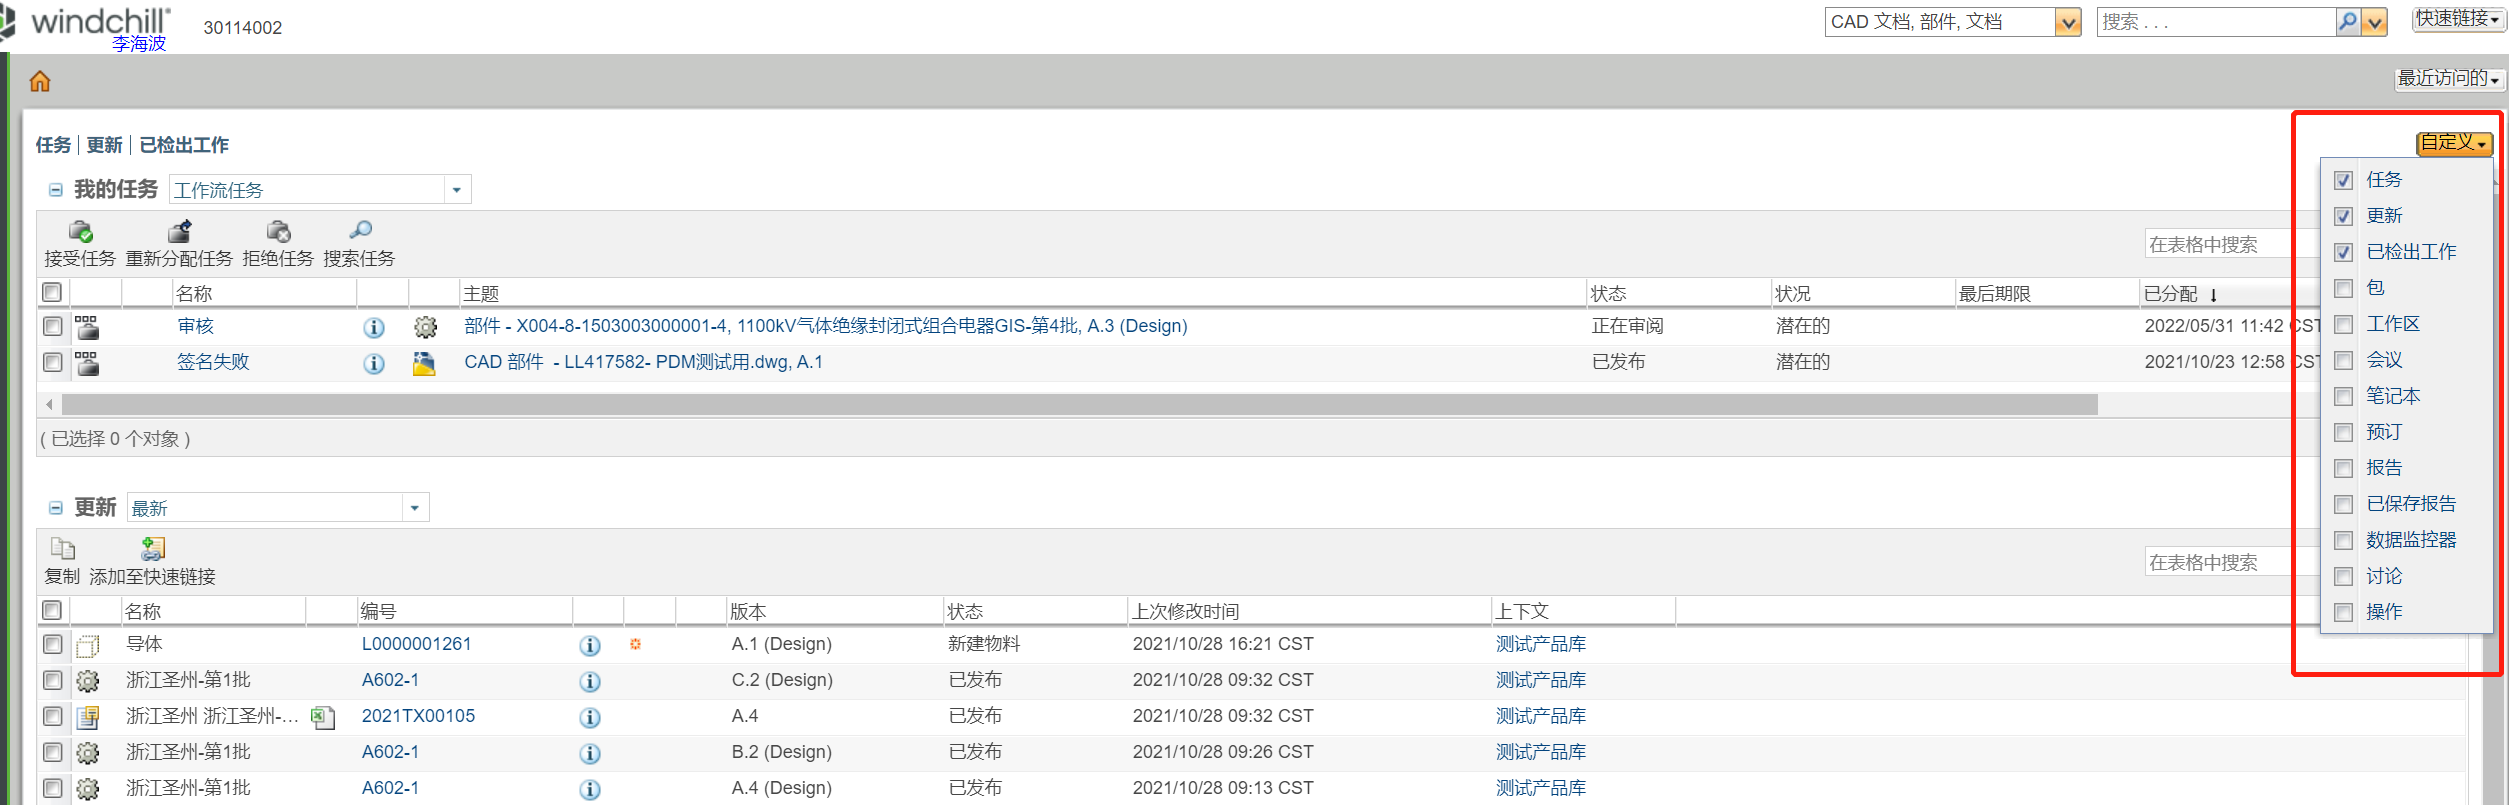 windchill
李海波
30114002
CAD 文档, 部件, 文档
搜索 . . .
快速链接
最近访问的
任务 | 更新 | 已检出工作
自定义
我的任务 工作流任务
接受任务 重新分配任务 拒绝任务 搜索任务
在表格中搜索
名称 主题 状态 状况 最后期限 已分配 ↓
审核 部件 - X004-8-1503003000001-4, 1100kV气体绝缘封闭式组合电器GIS-第4批, A.3 (Design) 正在审阅 潜在的 2022/05/31 11:42 CST
签名失败 CAD 部件 - LL417582- PDM测试用.dwg, A.1 已发布 潜在的 2021/10/23 12:58 CST
( 已选择 0 个对象 )
任务
更新
已检出工作
包
工作区
会议
笔记本
预订
报告
已保存报告
数据监控器
讨论
操作
更新 最新
复制 添加至快速链接
在表格中搜索
名称 编号 版本 状态 上次修改时间 上下文
导体 L0000001261 A.1 (Design) 新建物料 2021/10/28 16:21 CST 测试产品库
浙江圣州-第1批 A602-1 C.2 (Design) 已发布 2021/10/28 09:32 CST 测试产品库
浙江圣州 浙江圣州-... 2021TX00105 A.4 已发布 2021/10/28 09:32 CST 测试产品库
浙江圣州-第1批 A602-1 B.2 (Design) 已发布 2021/10/28 09:26 CST 测试产品库
浙江圣州-第1批 A602-1 A.4 (Design) 已发布 2021/10/28 09:13 CST 测试产品库